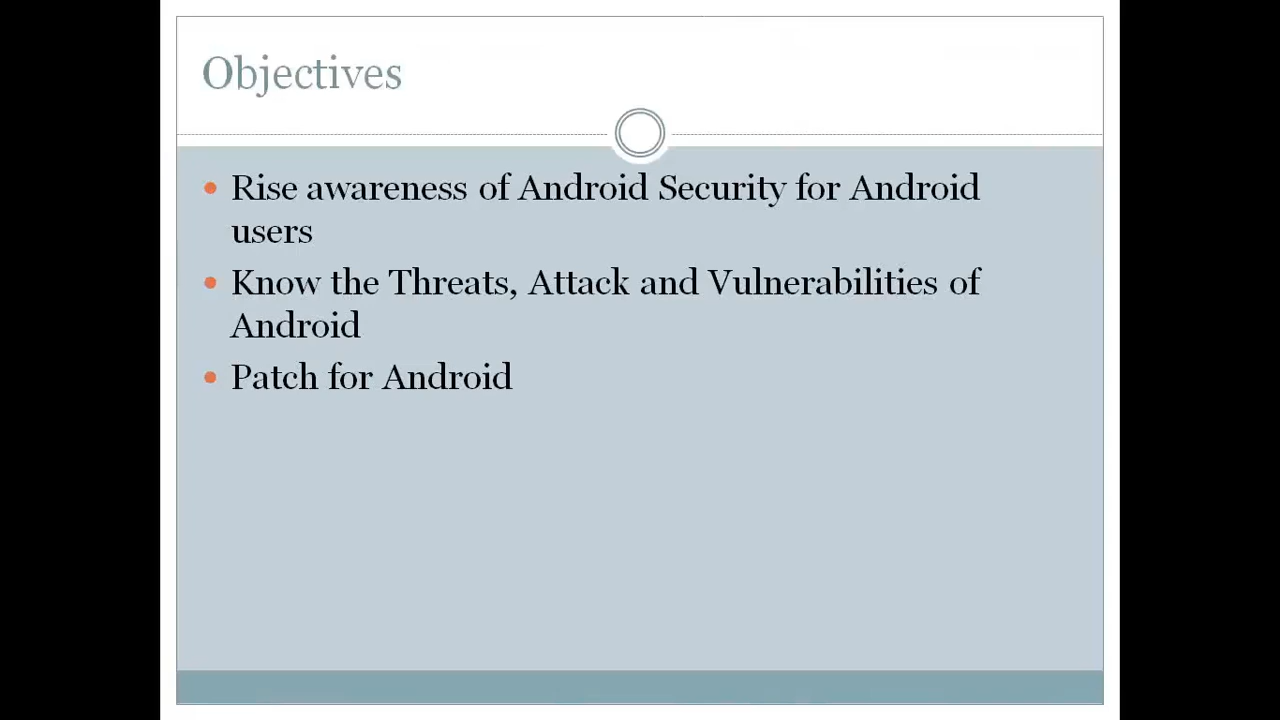 Objectives
• Rise awareness of Android Security for Android
users
• Know the Threats, Attack and Vulnerabilities of
Android
• Patch for Android